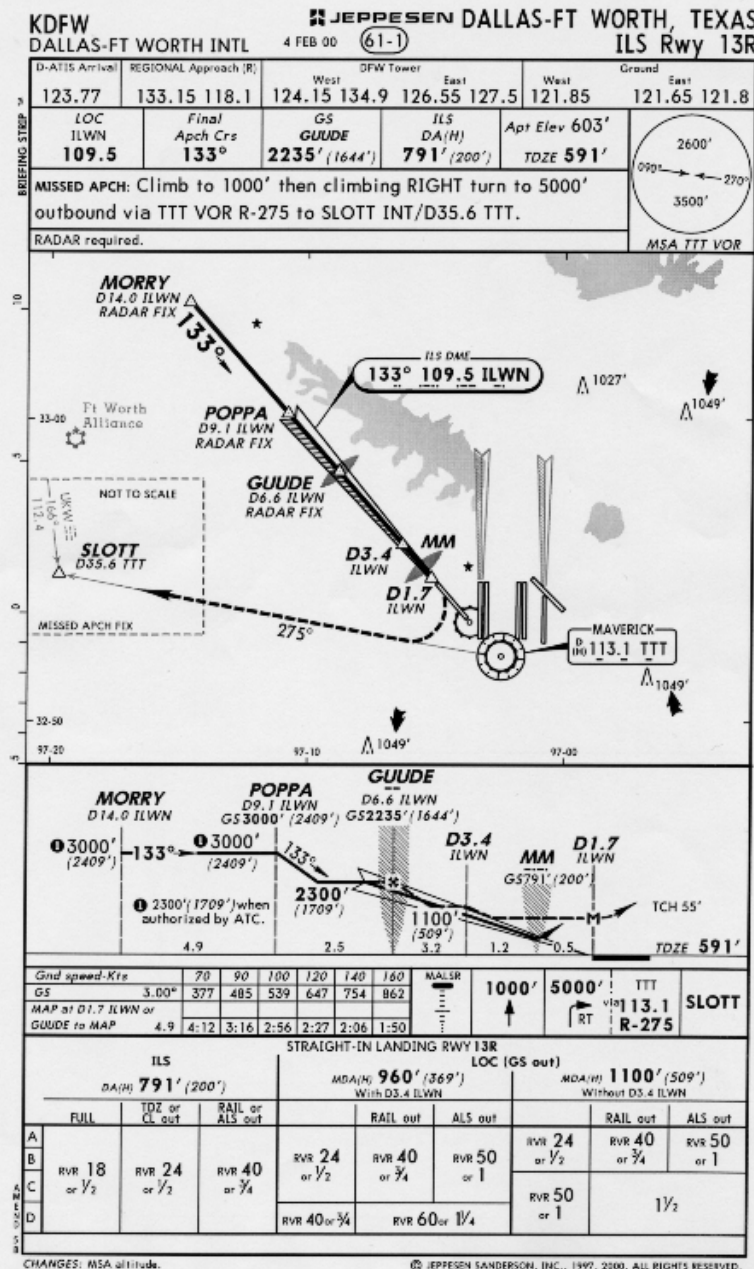 KDFW
JEPPESEN DALLAS-FT WORTH, TEXAS
DALLAS-FT WORTH INTL 4 FEB 00 61-1 ILS Rwy 13R
D-ATIS Arrival REGIONAL Approach (R) DFW Tower Ground
West East West East
123.77 133.15 118.1 124.15 134.9 126.55 127.5 121.85 121.65 121.8
BRIEFING STRIP
LOC ILWN 109.5
Final Apch Crs 133°
GS GUUDE 2235' (1644')
ILS DA(H) 791' (200')
Apt Elev 603'
TDZE 591'
2600'
090° 270°
3500'
MSA TTT VOR
MISSED APCH: Climb to 1000' then climbing RIGHT turn to 5000'
outbound via TTT VOR R-275 to SLOTT INT/D35.6 TTT.
RADAR required.
MORRY
D14.0 ILWN
RADAR FIX
133°
ILS DME
133° 109.5 ILWN
1027'
1049'
10
33-00
Ft Worth
Alliance
POPPA
D9.1 ILWN
RADAR FIX
5
GUUDE
D6.6 ILWN
RADAR FIX
NOT TO SCALE
UKW
166°
112.4
SLOTT
D35.6 TTT
D3.4
ILWN
MM
D1.7
ILWN
0
MISSED APCH FIX
275°
MAVERICK
D
(H) 113.1 TTT
1049'
32-50
97-20 97-10 97-00
1049'
5
MORRY
D14.0 ILWN
POPPA
D9.1 ILWN
GS3000' (2409')
GUUDE
D6.6 ILWN
GS2235' (1644')
D3.4
ILWN
MM
GS791' (200')
D1.7
ILWN
1 3000'
(2409')
133°
1 3000'
(2409')
133°
2300'
(1709')
1100'
(509')
M
TCH 55'
1 2300' (1709') when
authorized by ATC.
4.9 2.5 3.2 1.2 0.5 TDZE 591'
Gnd speed-Kts 70 90 100 120 140 160
GS 3.00° 377 485 539 647 754 862
MAP at D1.7 ILWN or
GUUDE to MAP 4.9 4:12 3:16 2:56 2:27 2:06 1:50
MALSR
1000'
5000'
RT
via TTT
113.1
R-275
SLOTT
STRAIGHT-IN LANDING RWY 13R
ILS LOC (GS out)
DA(H) 791' (200') MDA(H) 960' (369') MDA(H) 1100' (509')
With D3.4 ILWN Without D3.4 ILWN
FULL TDZ or CL out RAIL or ALS out RAIL out ALS out RAIL out ALS out
A
B
C
D
RVR 18 or 1/2
RVR 24 or 1/2
RVR 40 or 3/4
RVR 24 or 1/2
RVR 40 or 3/4
RVR 50 or 1
RVR 24 or 1/2
RVR 40 or 3/4
RVR 50 or 1
RVR 50 or 1
1 1/2
RVR 40 or 3/4
RVR 60 or 1 1/4
CHANGES: MSA altitude.
© JEPPESEN SANDERSON, INC., 1997, 2000. ALL RIGHTS RESERVED.